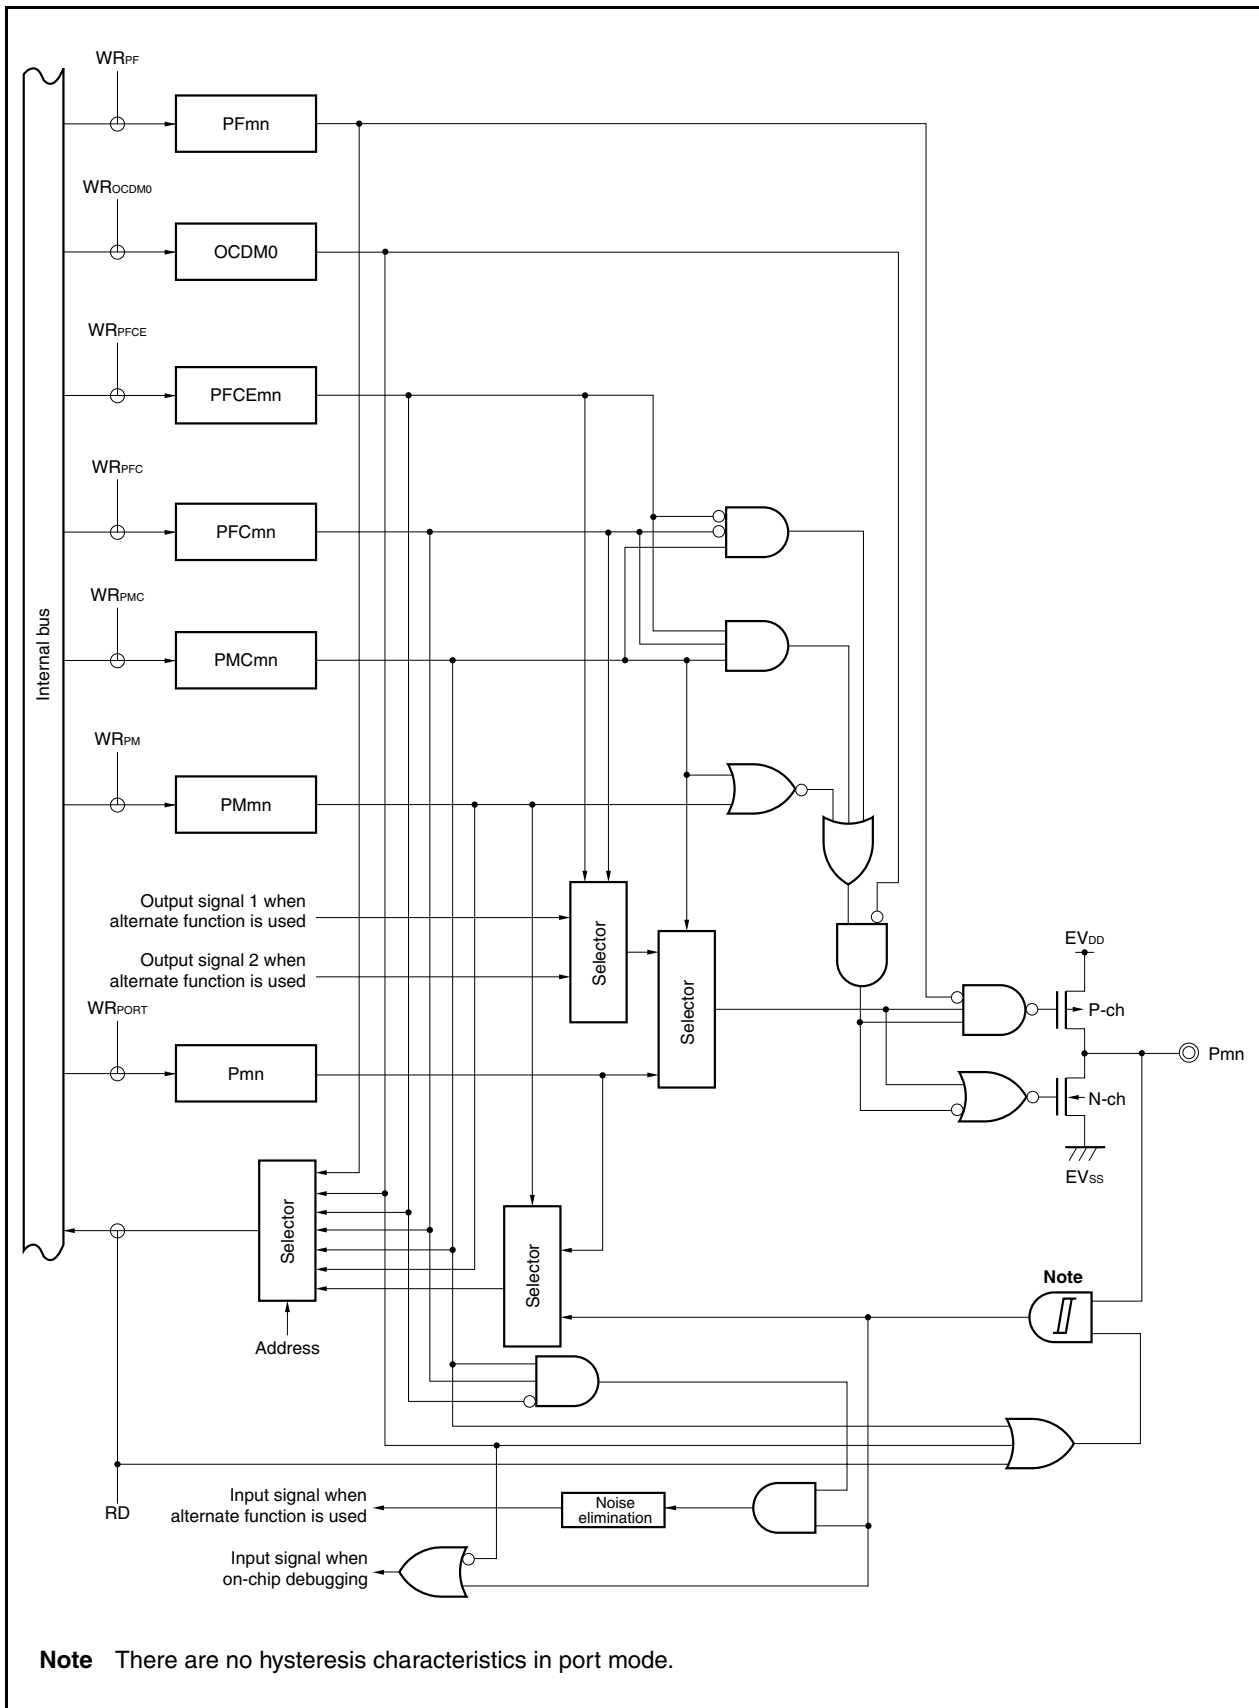 WRPF
PFmn
WROCDM0
OCDM0
WRPFCE
PFCEmn
WRPFC
PFCmn
Internal bus
WRPMC
PMCmn
WRPM
PMmn
Output signal 1 when
alternate function is used
Output signal 2 when
alternate function is used
Selector
Selector
EVDD
P-ch
WRPORT
Pmn
Pmn
N-ch
EVSS
Selector
Selector
Address
Note
RD
Input signal when
alternate function is used
Noise
elimination
Input signal when
on-chip debugging
Note There are no hysteresis characteristics in port mode.